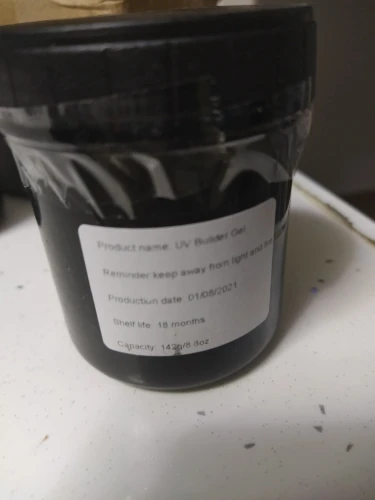 Product name: UV Builder Gel
Reminder: keep away from light and
Production date: 01/08/2021
Shelf life: 18 months
Capacity: